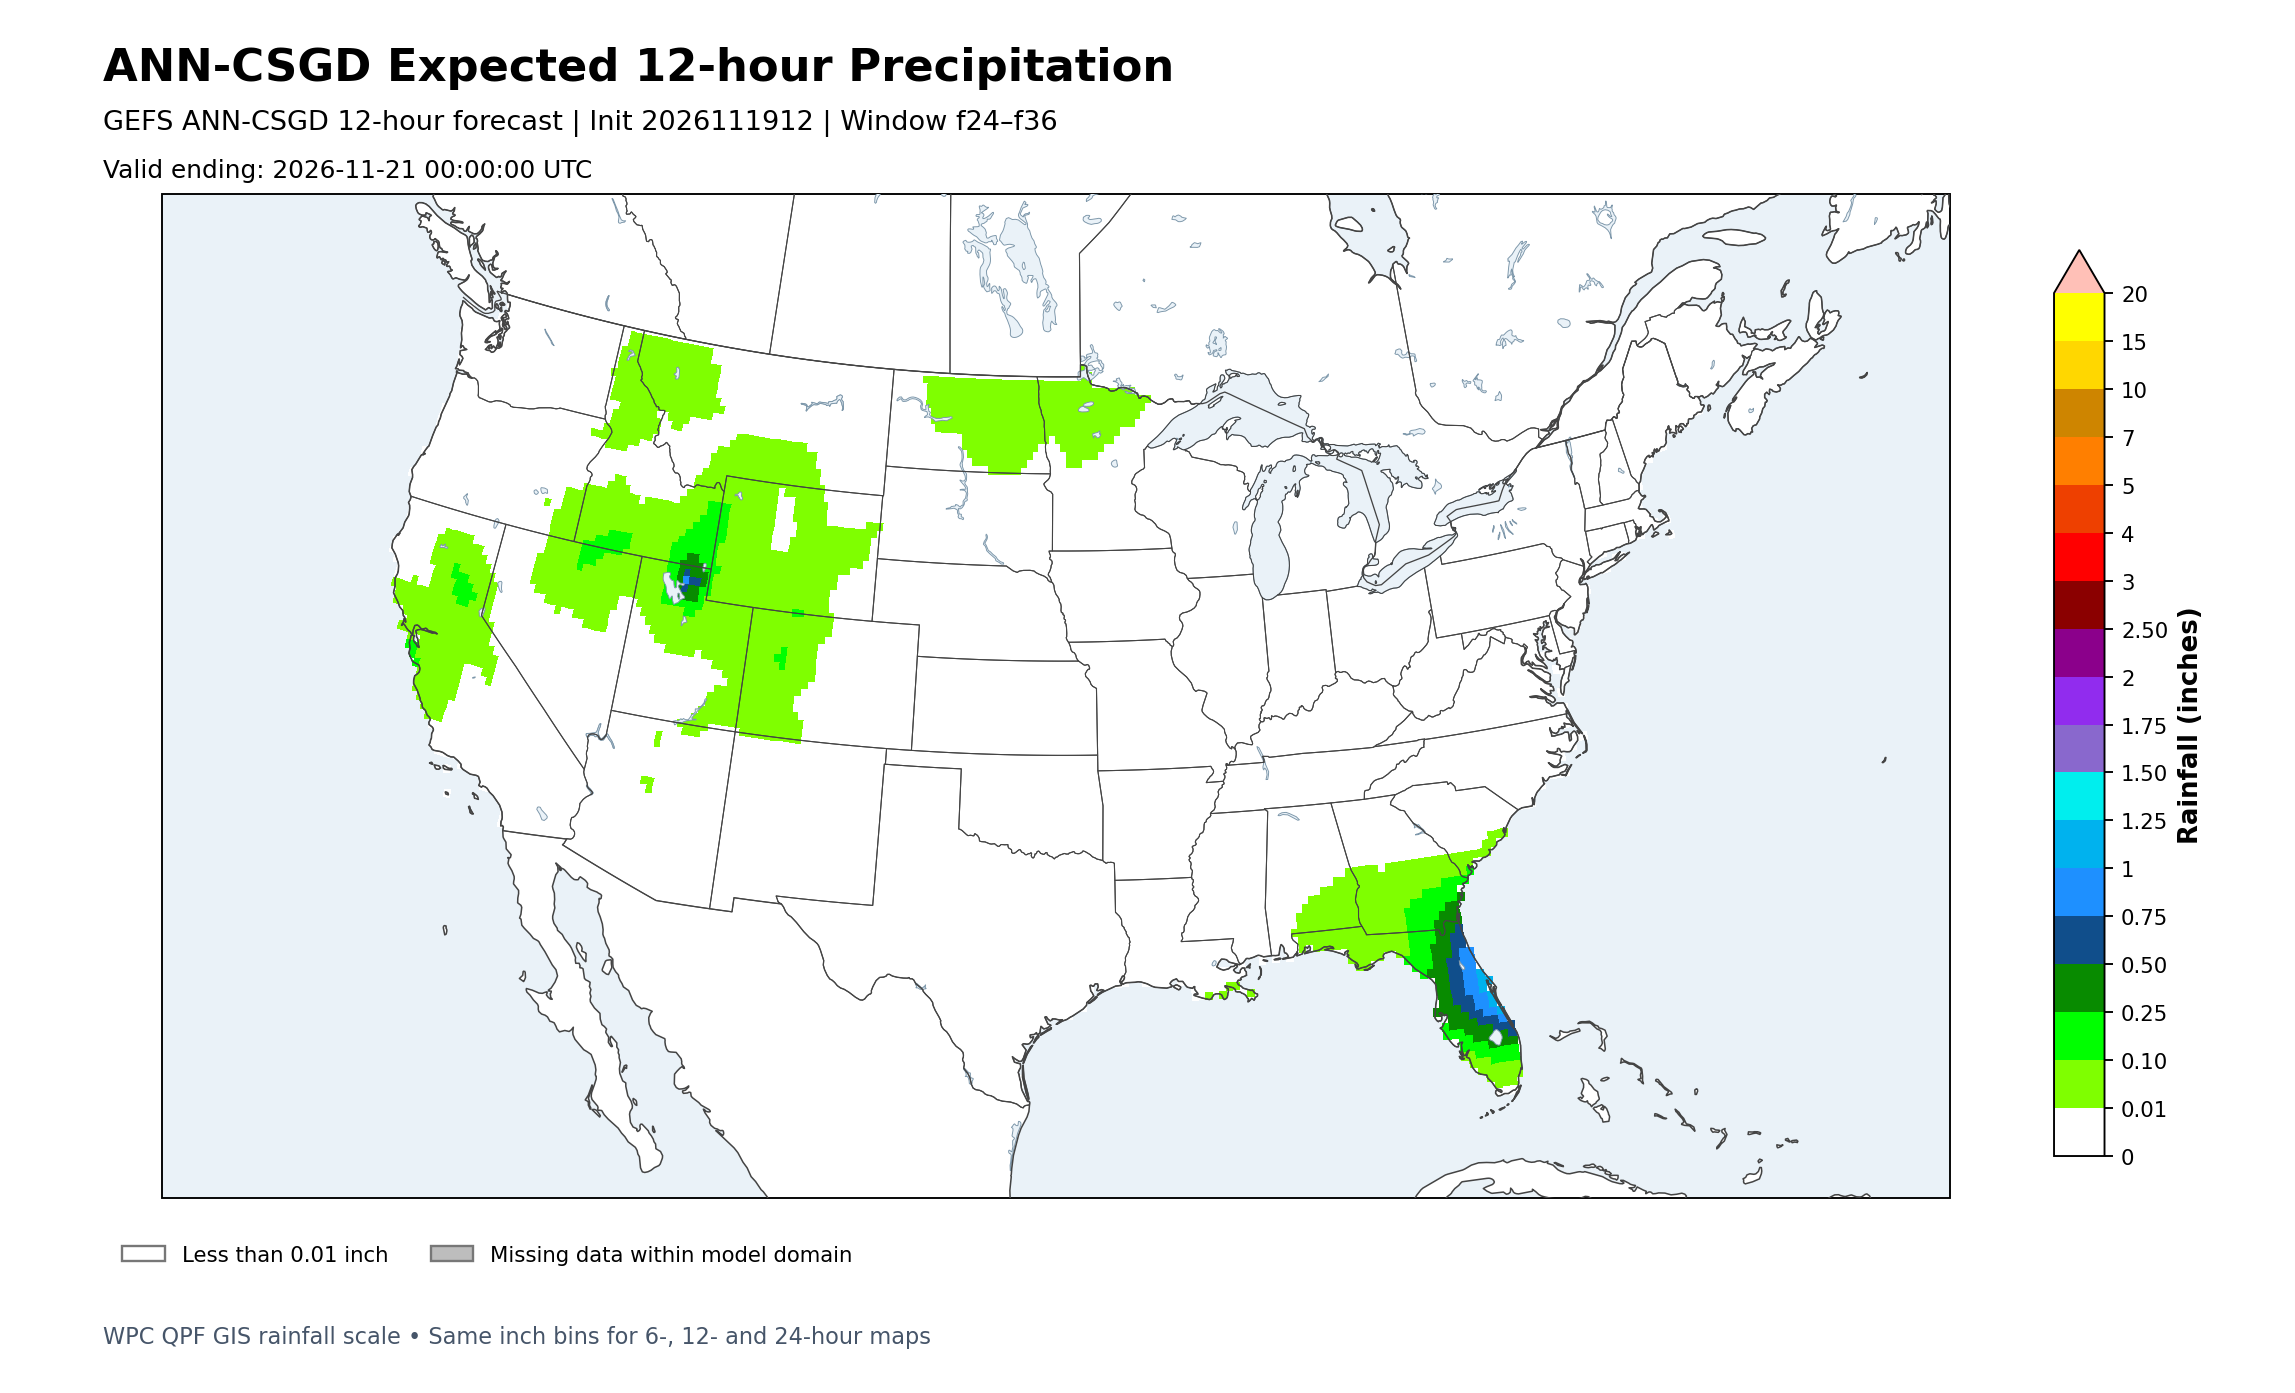 ANN-CSGD Expected 12-hour Precipitation
GEFS ANN-CSGD 12-hour forecast | Init 2026111912 | Window f24–f36
Valid ending: 2026-11-21 00:00:00 UTC
20
15
10
7
5
4
3
2.50
2
1.75
1.50
1.25
1
0.75
0.50
0.25
0.10
0.01
0
Rainfall (inches)
Less than 0.01 inch
Missing data within model domain
WPC QPF GIS rainfall scale • Same inch bins for 6-, 12- and 24-hour maps